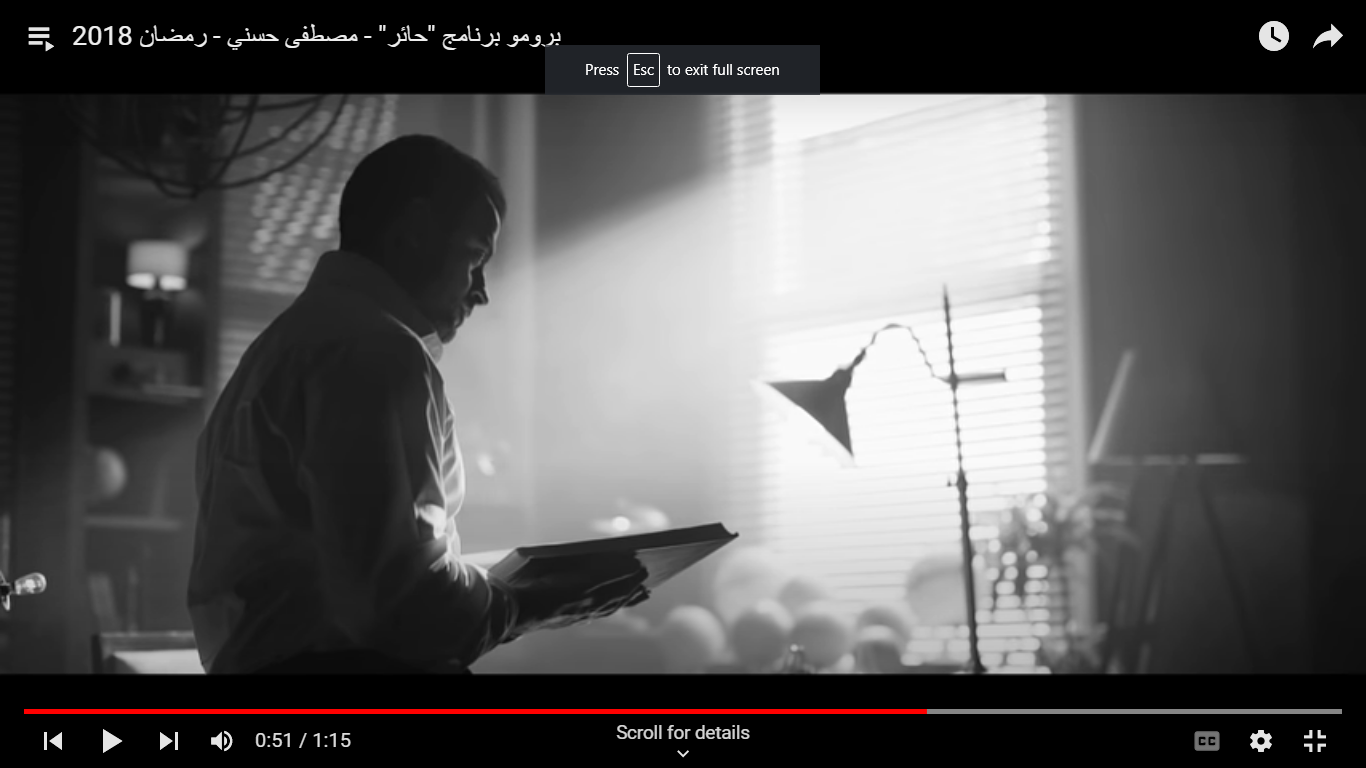 برومو برنامج "حائر" - مصطفى حسني - رمضان 2018
Press Esc to exit full screen
0:51 / 1:15
Scroll for details
CC